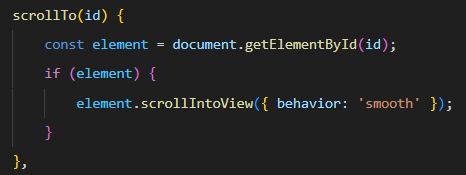 scrollTo(id) {
    const element = document.getElementById(id);
    if (element) {
        element.scrollIntoView({ behavior: 'smooth' });
    }
},